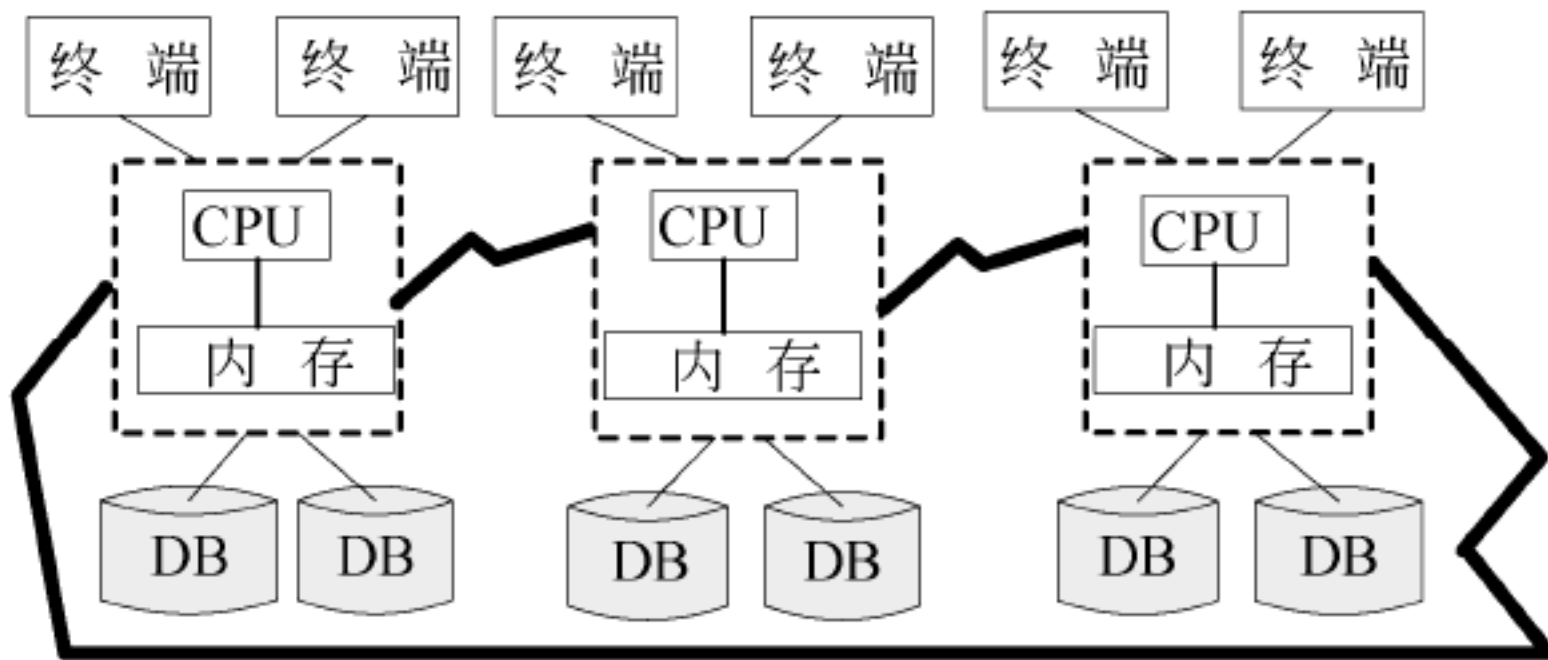 终 端 终 端 终 端 终 端 终 端 终 端
CPU CPU CPU
内 存 内 存 内 存
DB DB DB DB DB DB